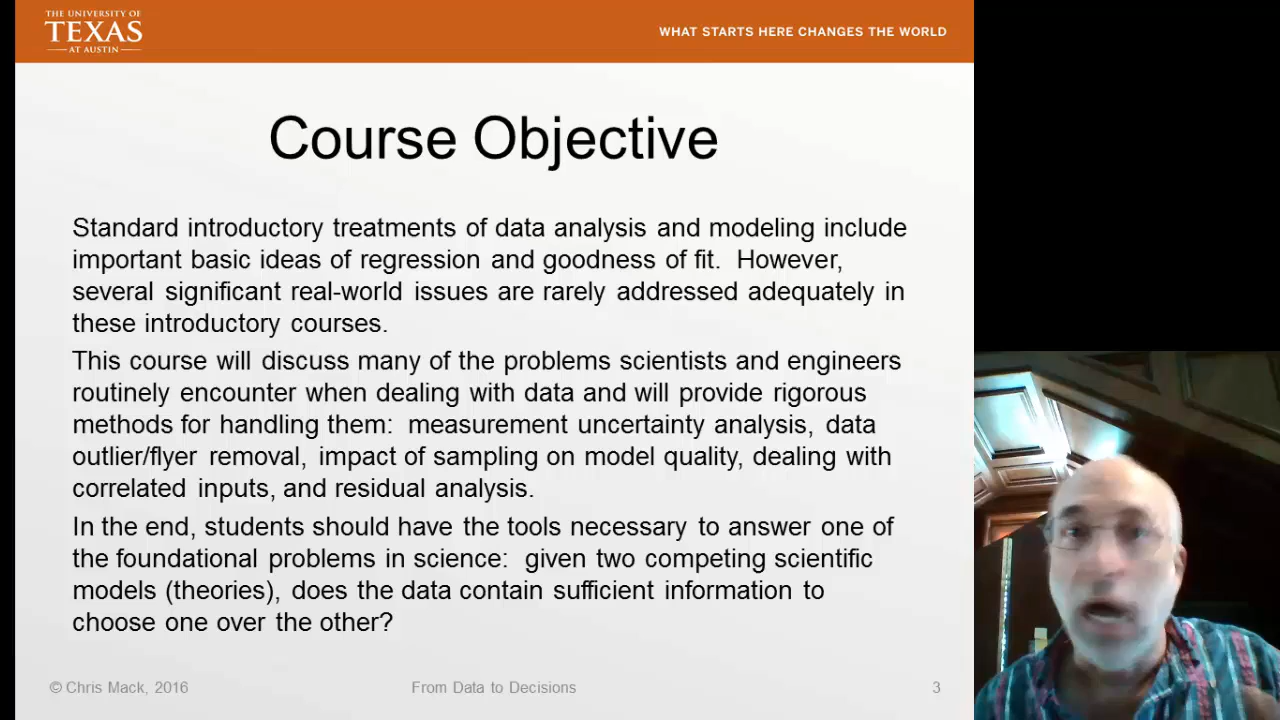 THE UNIVERSITY OF
TEXAS
AT AUSTIN
WHAT STARTS HERE CHANGES THE WORLD
Course Objective
Standard introductory treatments of data analysis and modeling include
important basic ideas of regression and goodness of fit.  However,
several significant real-world issues are rarely addressed adequately in
these introductory courses.
This course will discuss many of the problems scientists and engineers
routinely encounter when dealing with data and will provide rigorous
methods for handling them:  measurement uncertainty analysis, data
outlier/flyer removal, impact of sampling on model quality, dealing with
correlated inputs, and residual analysis.
In the end, students should have the tools necessary to answer one of
the foundational problems in science:  given two competing scientific
models (theories), does the data contain sufficient information to
choose one over the other?
© Chris Mack, 2016
From Data to Decisions
3